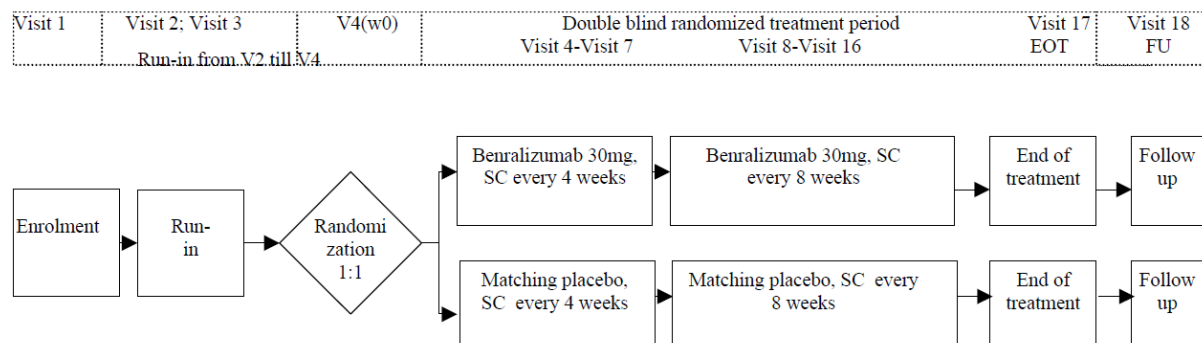 Visit 1
Visit 2; Visit 3
V4(w0)
Double blind randomized treatment period
Visit 17
Visit 18
Visit 4-Visit 7
Visit 8-Visit 16
EOT
FU
Run-in from V2 till V4
Benralizumab 30mg,
SC every 4 weeks
Benralizumab 30mg, SC
every 8 weeks
End of
treatment
Follow
up
Enrolment
Run-
in
Randomi
zation
1:1
Matching placebo,
SC every 4 weeks
Matching placebo, SC every
8 weeks
End of
treatment
Follow
up